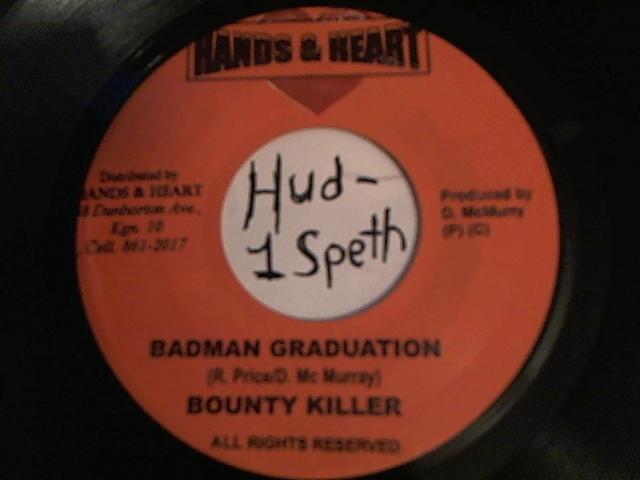 HANDS & HEART
Distributed by
HANDS & HEART
Dunbarton Ave.,
Kgn. 10
Cell. 861-2017
Hud-
1 Speth
Produced by
D. McMurry
(P) (C)
BADMAN GRADUATION
(R. Price/D. Mc Murray)
BOUNTY KILLER
ALL RIGHTS RESERVED